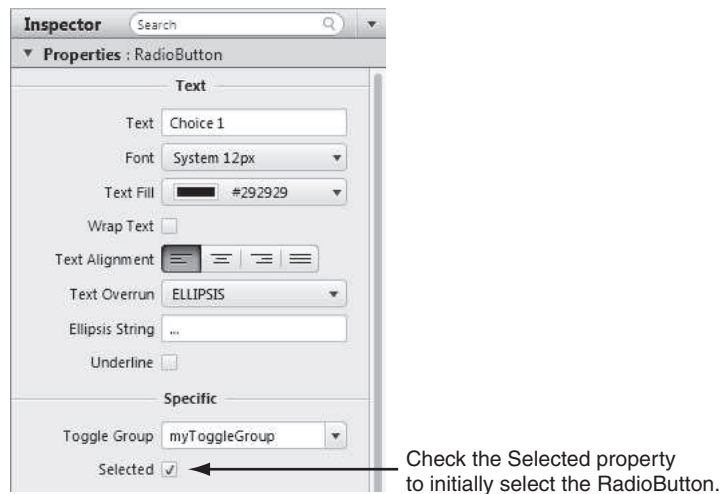 Inspector Search
Properties : RadioButton
Text
Text Choice 1
Font System 12px
Text Fill #292929
Wrap Text
Text Alignment
Text Overrun ELLIPSIS
Ellipsis String ...
Underline
Specific
Toggle Group myToggleGroup
Selected
Check the Selected property
to initially select the RadioButton.